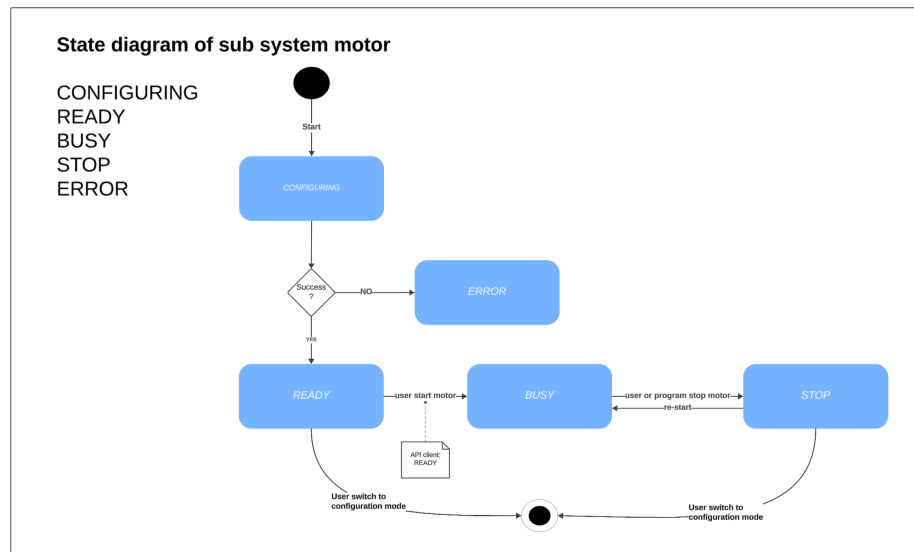 State diagram of sub system motor
CONFIGURING
READY
BUSY
STOP
ERROR
Start
CONFIGURING
Success
?
NO
ERROR
YES
READY
user start motor
BUSY
user or program stop motor
re-start
STOP
API client:
READY
User switch to
configuration mode
User switch to
configuration mode